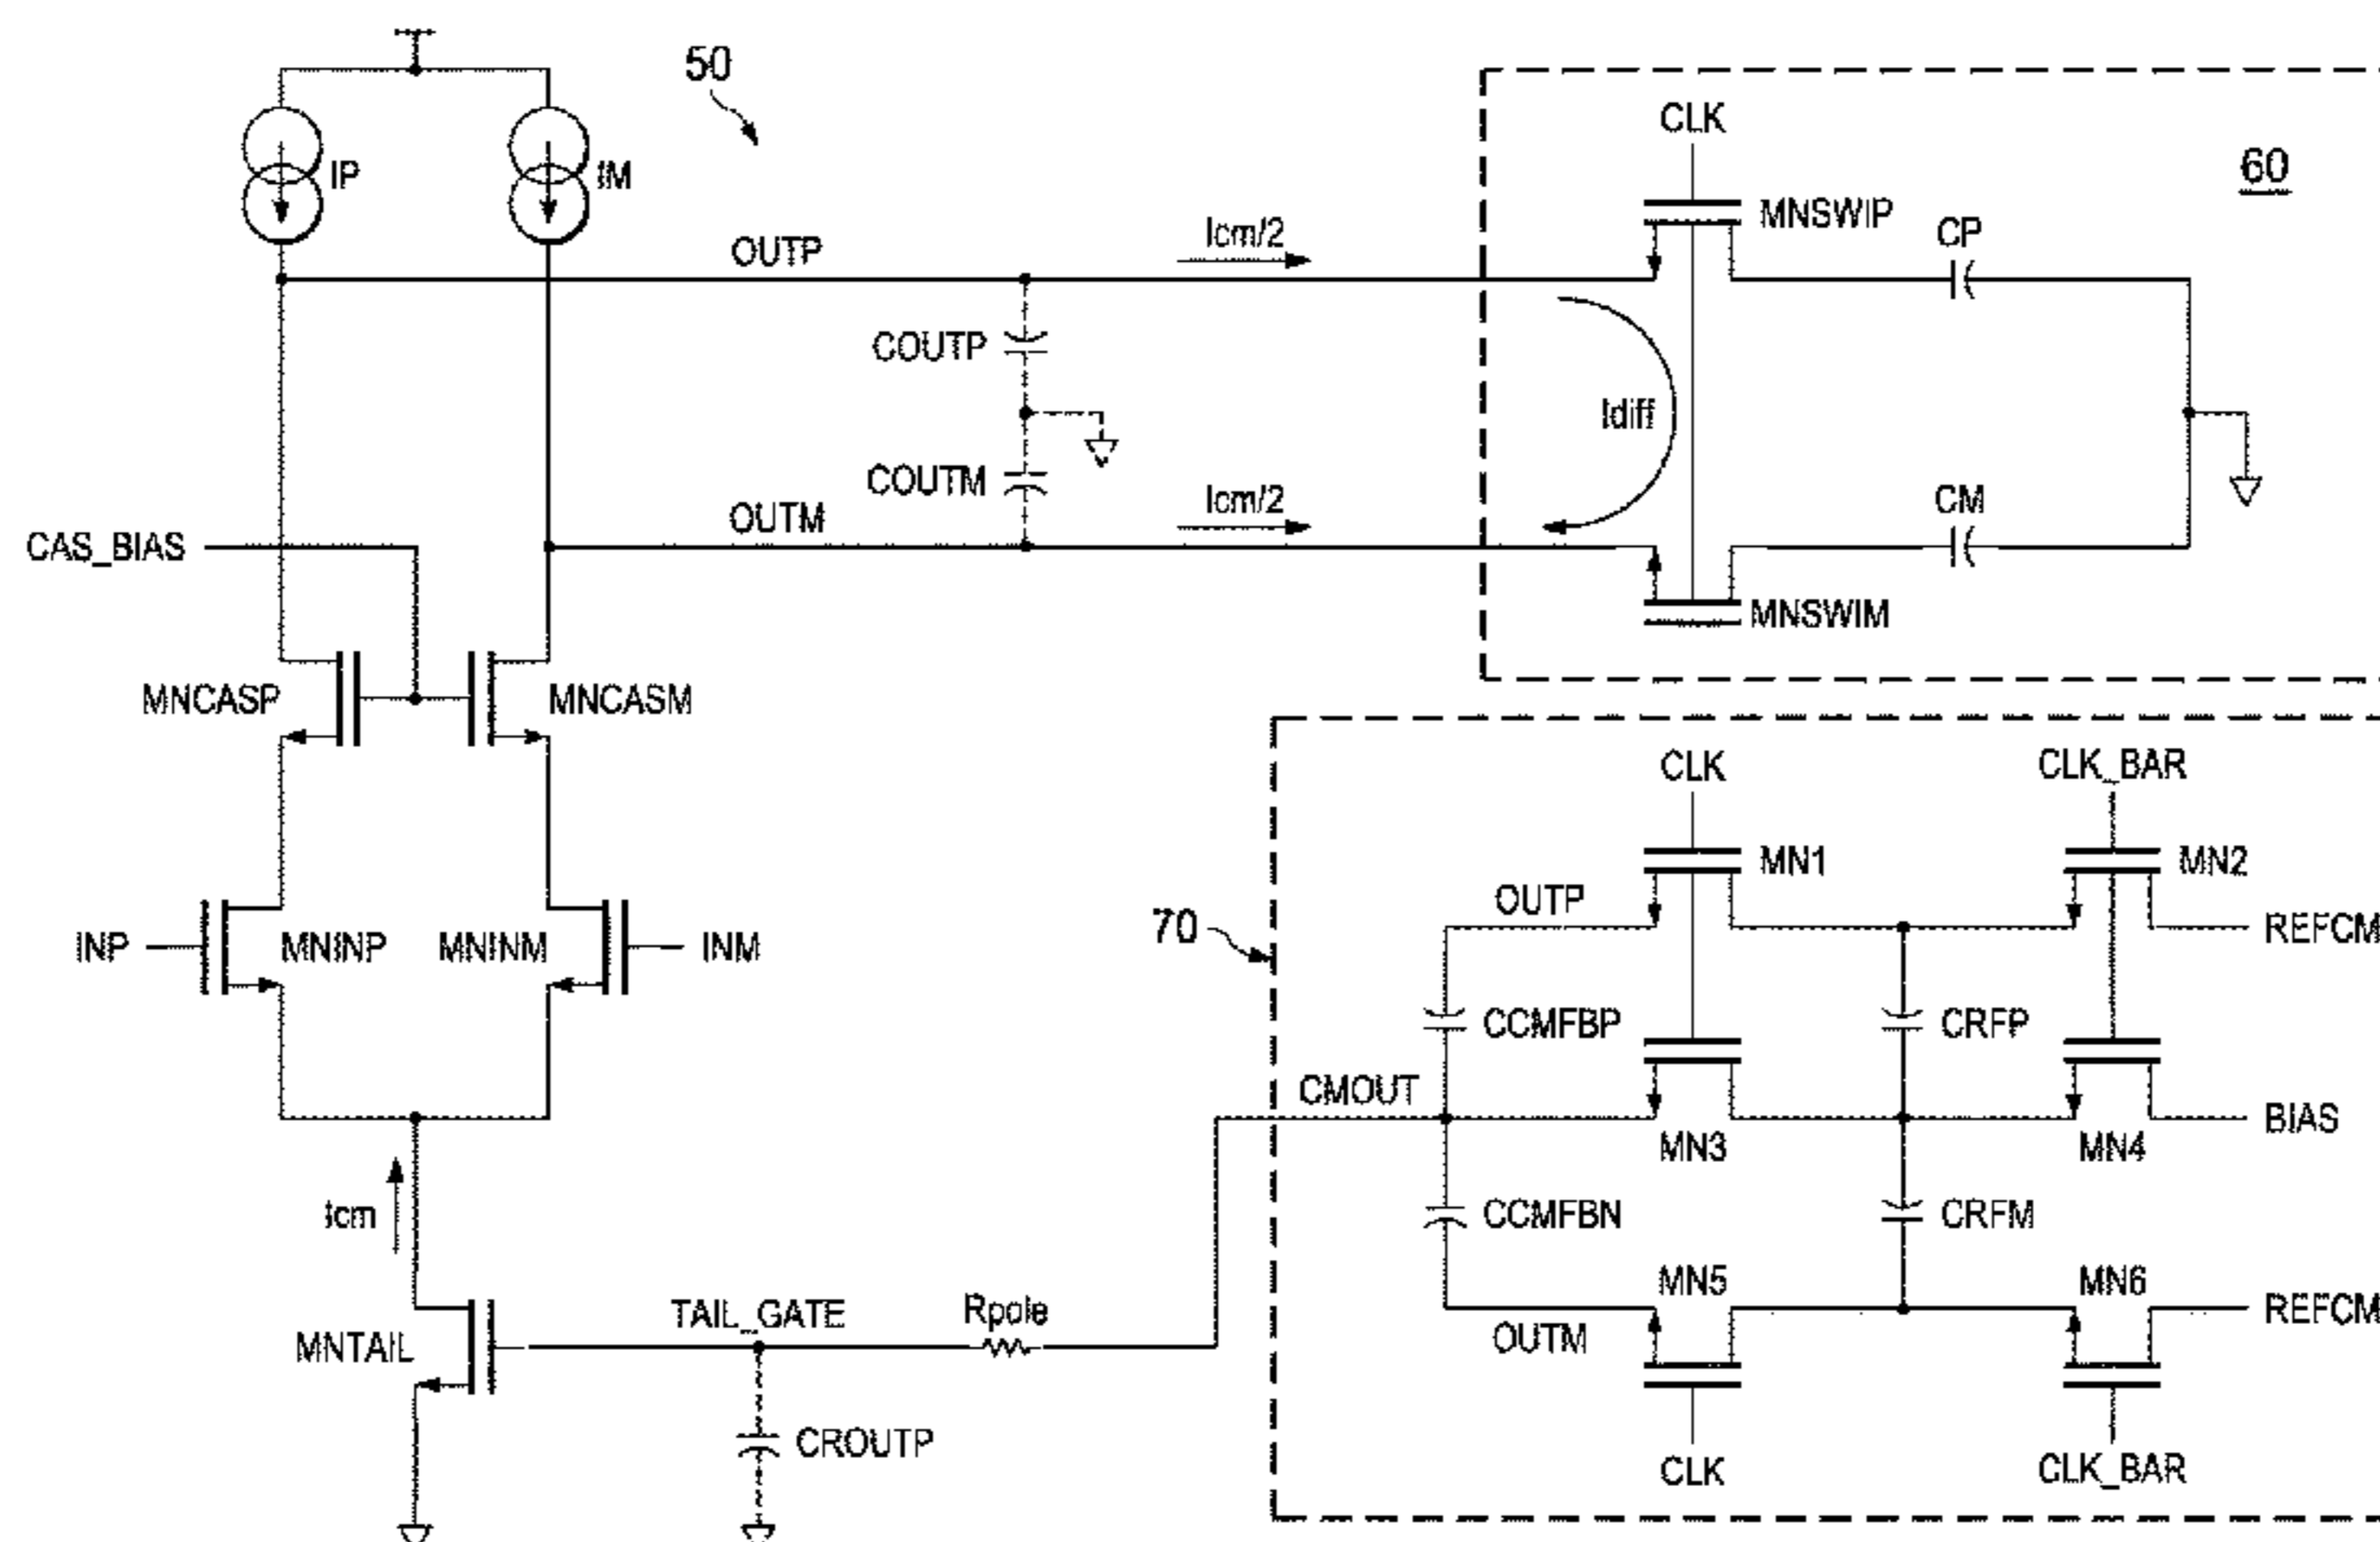 50
CLK
60
IP
IM
MNSWIP
OUTP
Icm/2
CP
COUTP
Idiff
COUTM
OUTM
Icm/2
CM
CAS_BIAS
MNSWIM
MNCASP
MNCASM
CLK
CLK_BAR
MN1
MN2
OUTP
70
INP
MNINP
MNINM
INM
REFCM
CCMFBP
CRFP
CMOUT
MN3
MN4
BIAS
Icm
CCMFBN
CRFM
MN5
MN6
TAIL_GATE
Rpole
REFCM
MNTAIL
OUTM
CROUTP
CLK
CLK_BAR